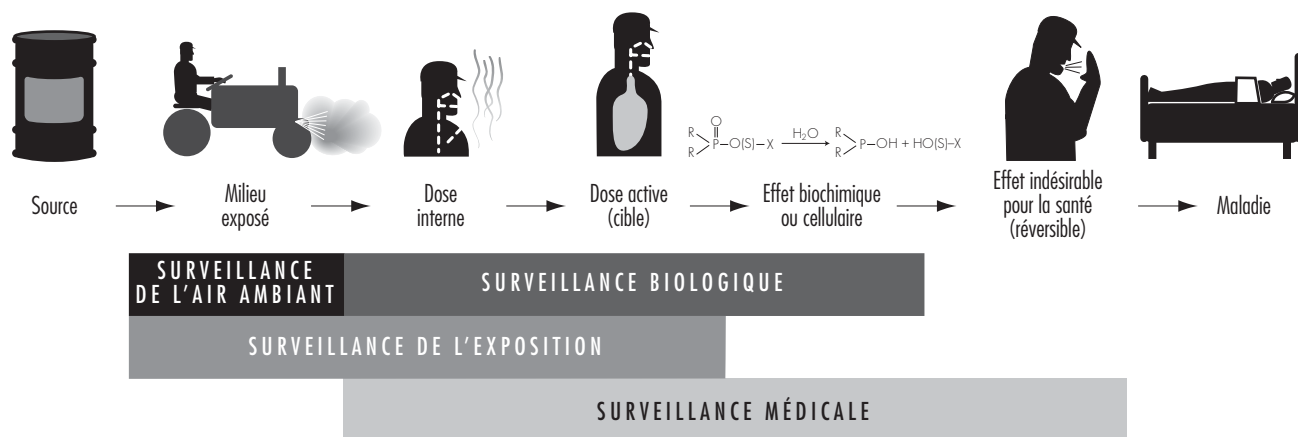 R
R
O
P
O(S)
X
H₂O
R
R
P
OH + HO(S)–X
Source
Milieu
exposé
Dose
interne
Dose active
(cible)
Effet biochimique
ou cellulaire
Effet indésirable
pour la santé
(réversible)
Maladie
SURVEILLANCE
DE L'AIR AMBIANT
SURVEILLANCE BIOLOGIQUE
SURVEILLANCE DE L'EXPOSITION
SURVEILLANCE MÉDICALE